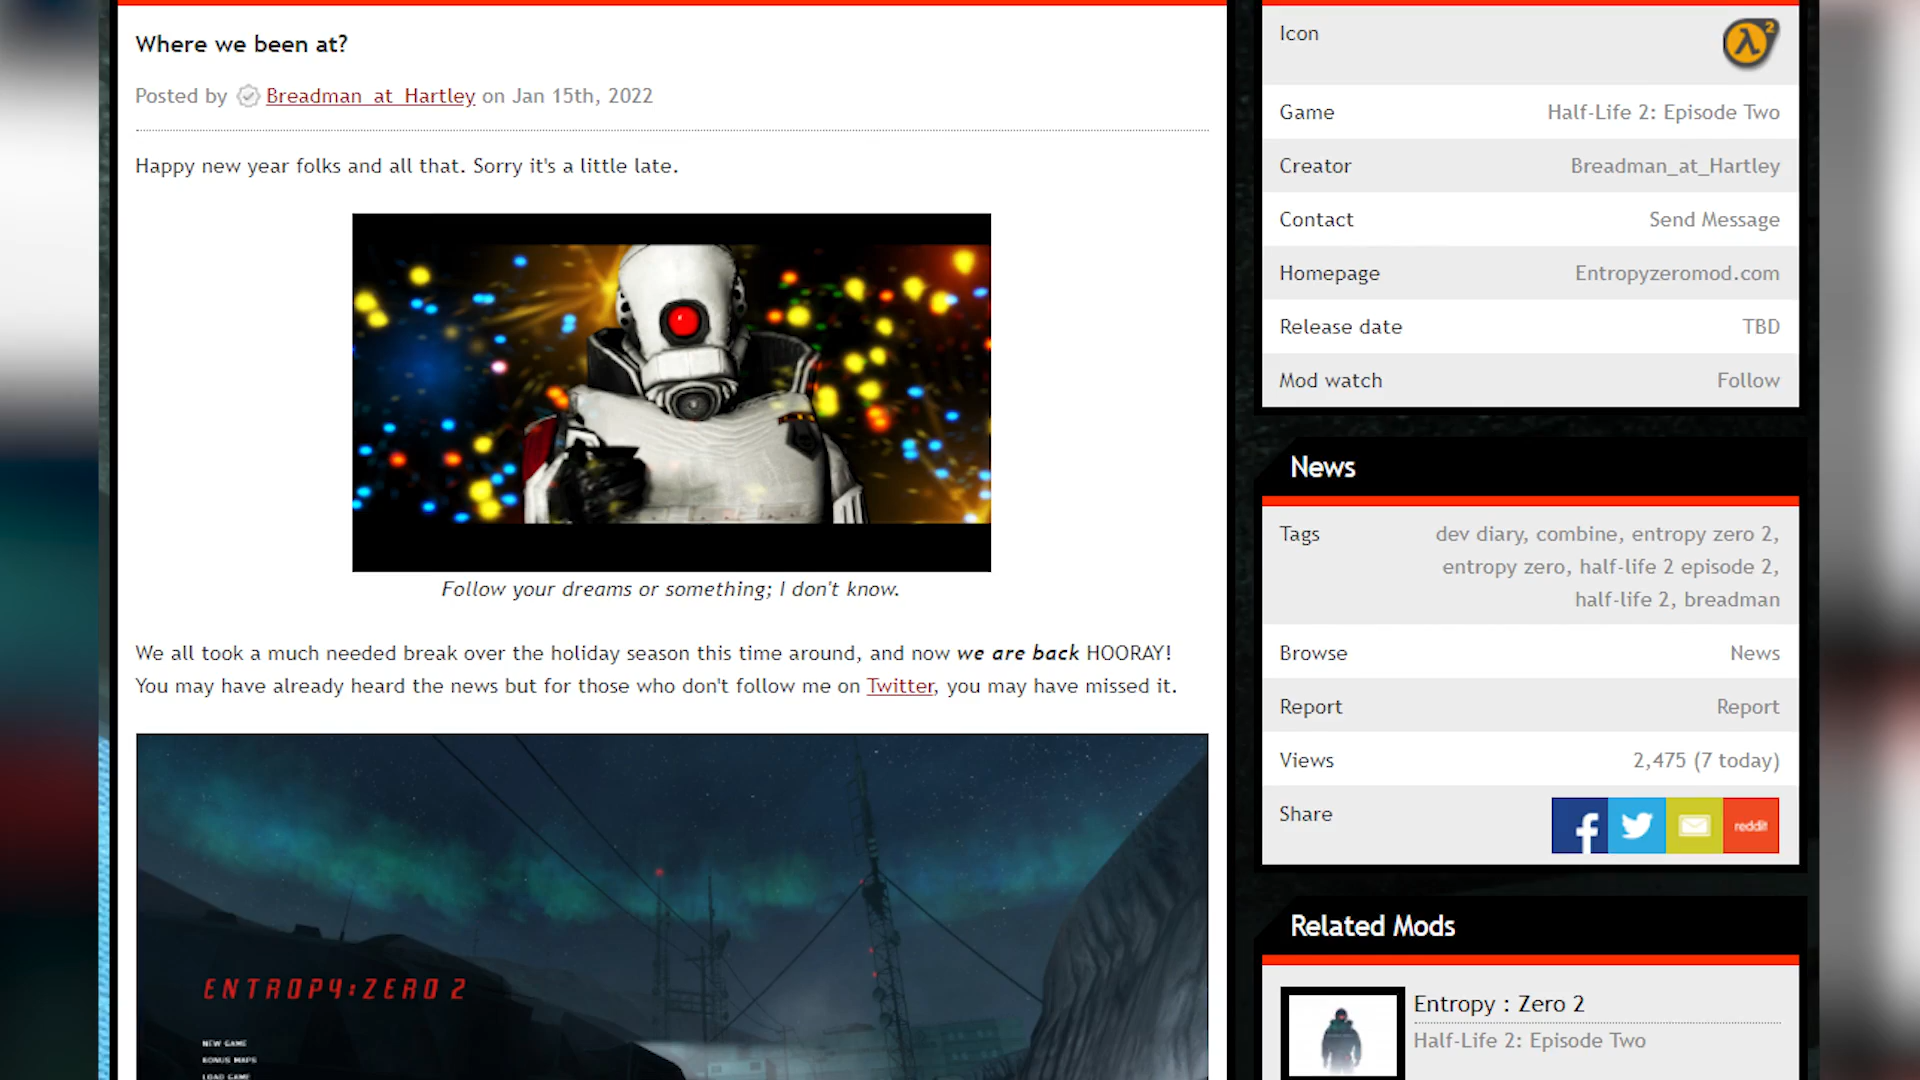 Where we been at?
Posted by Breadman_at_Hartley on Jan 15th, 2022
Happy new year folks and all that. Sorry it's a little late.
Follow your dreams or something; I don't know.
We all took a much needed break over the holiday season this time around, and now we are back HOORAY!
You may have already heard the news but for those who don't follow me on Twitter, you may have missed it.
ENTROPY:ZERO 2
NEW GAME
BONUS MAPS
LOAD GAME
Icon
λ2
Game Half-Life 2: Episode Two
Creator Breadman_at_Hartley
Contact Send Message
Homepage Entropyzeromod.com
Release date TBD
Mod watch Follow
News
Tags dev diary, combine, entropy zero 2,
entropy zero, half-life 2 episode 2,
half-life 2, breadman
Browse News
Report Report
Views 2,475 (7 today)
Share
reddit
Related Mods
Entropy : Zero 2
Half-Life 2: Episode Two